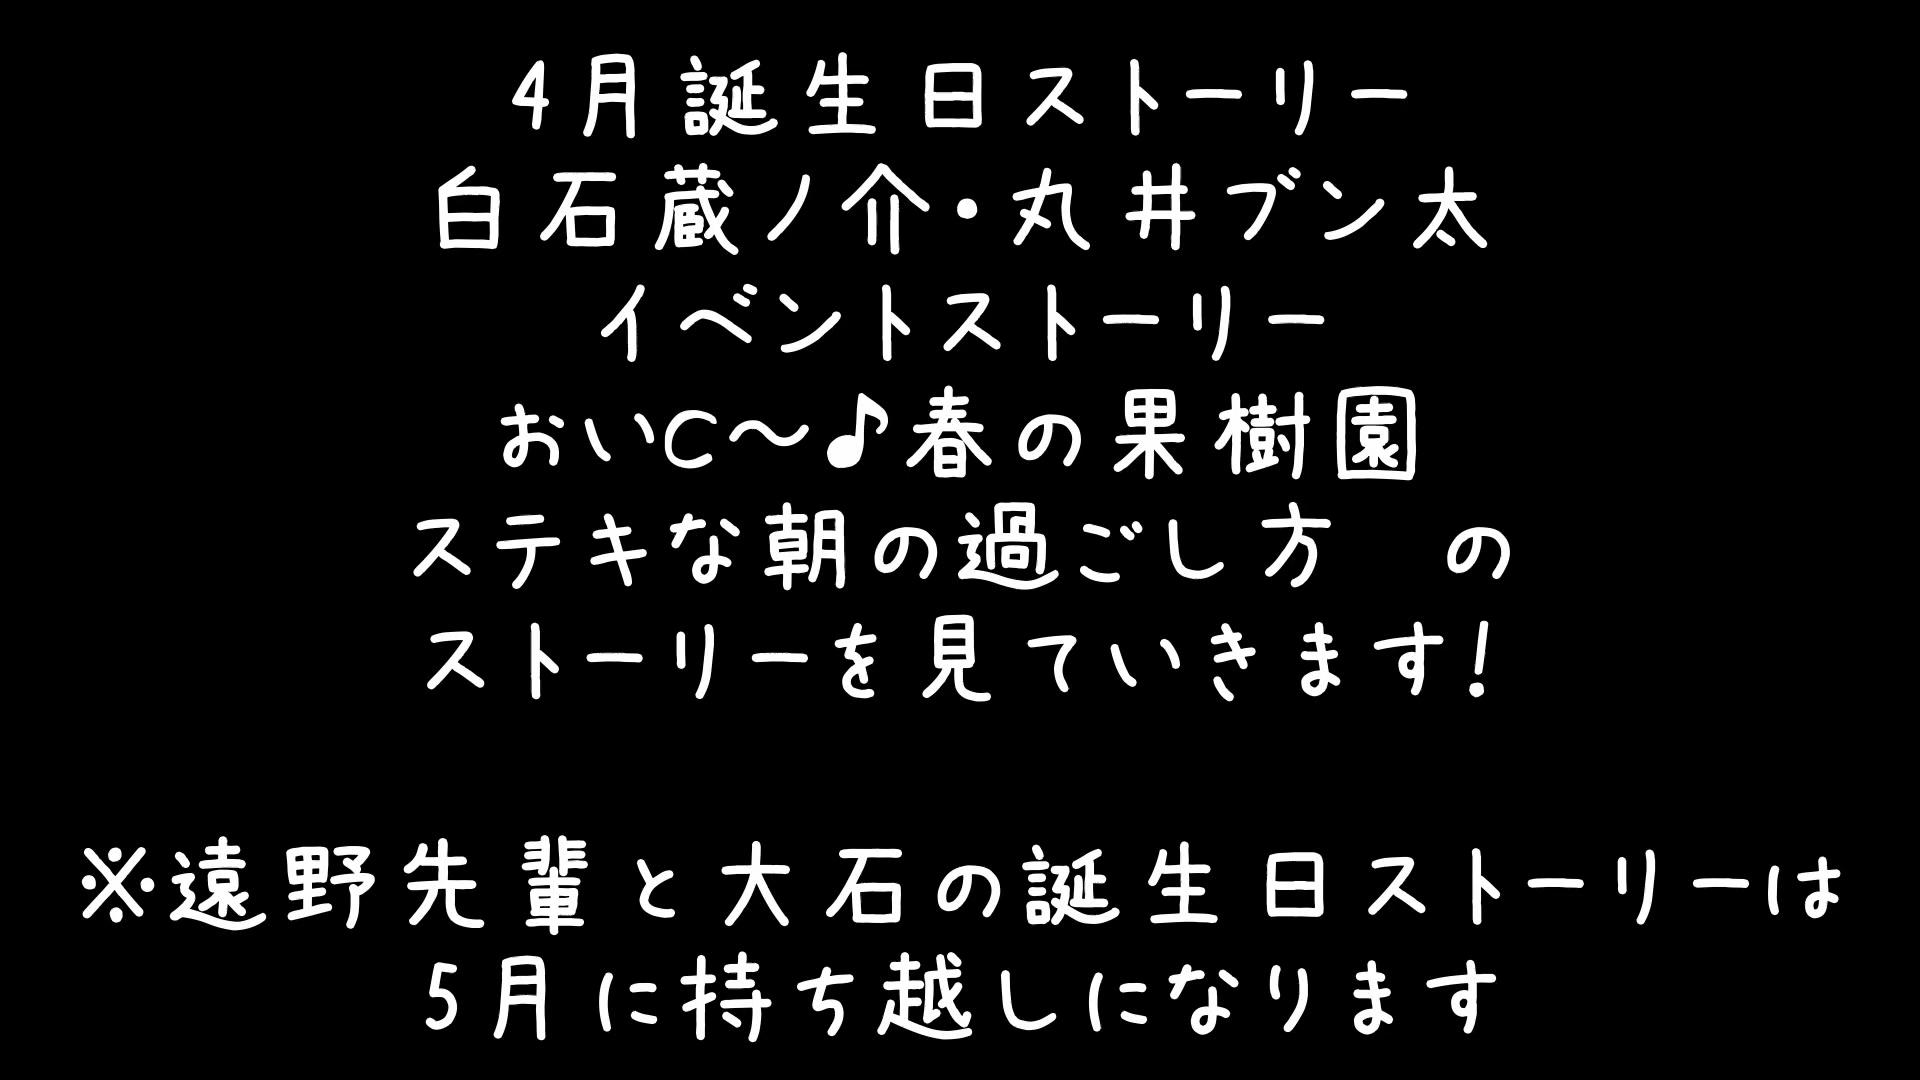 4月誕生日ストーリー
白石蔵ノ介・丸井ブン太
イベントストーリー
おいC～♪春の果樹園
ステキな朝の過ごし方　の
ストーリーを見ていきます!
※遠野先輩と大石の誕生日ストーリーは
5月に持ち越しになります